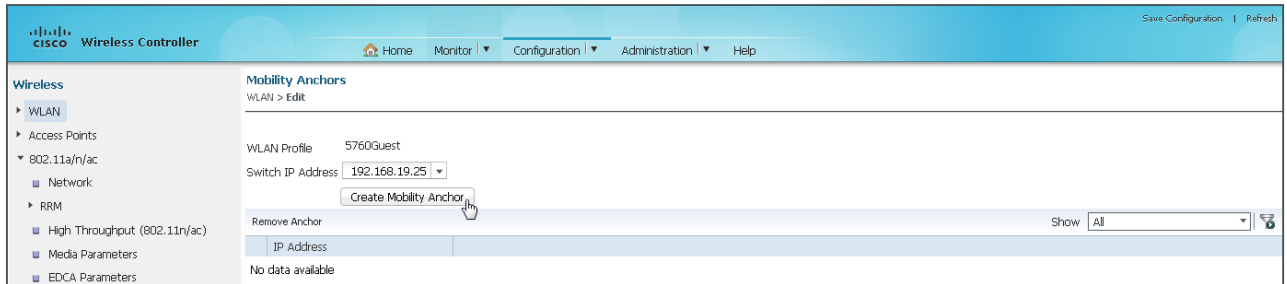 Save Configuration | Refresh
cisco Wireless Controller
Home Monitor Configuration Administration Help
Wireless
WLAN
Access Points
802.11a/n/ac
Network
RRM
High Throughput (802.11n/ac)
Media Parameters
EDCA Parameters
Mobility Anchors
WLAN > Edit
WLAN Profile 5760Guest
Switch IP Address 192.168.19.25
Create Mobility Anchor
Remove Anchor Show All
IP Address
No data available